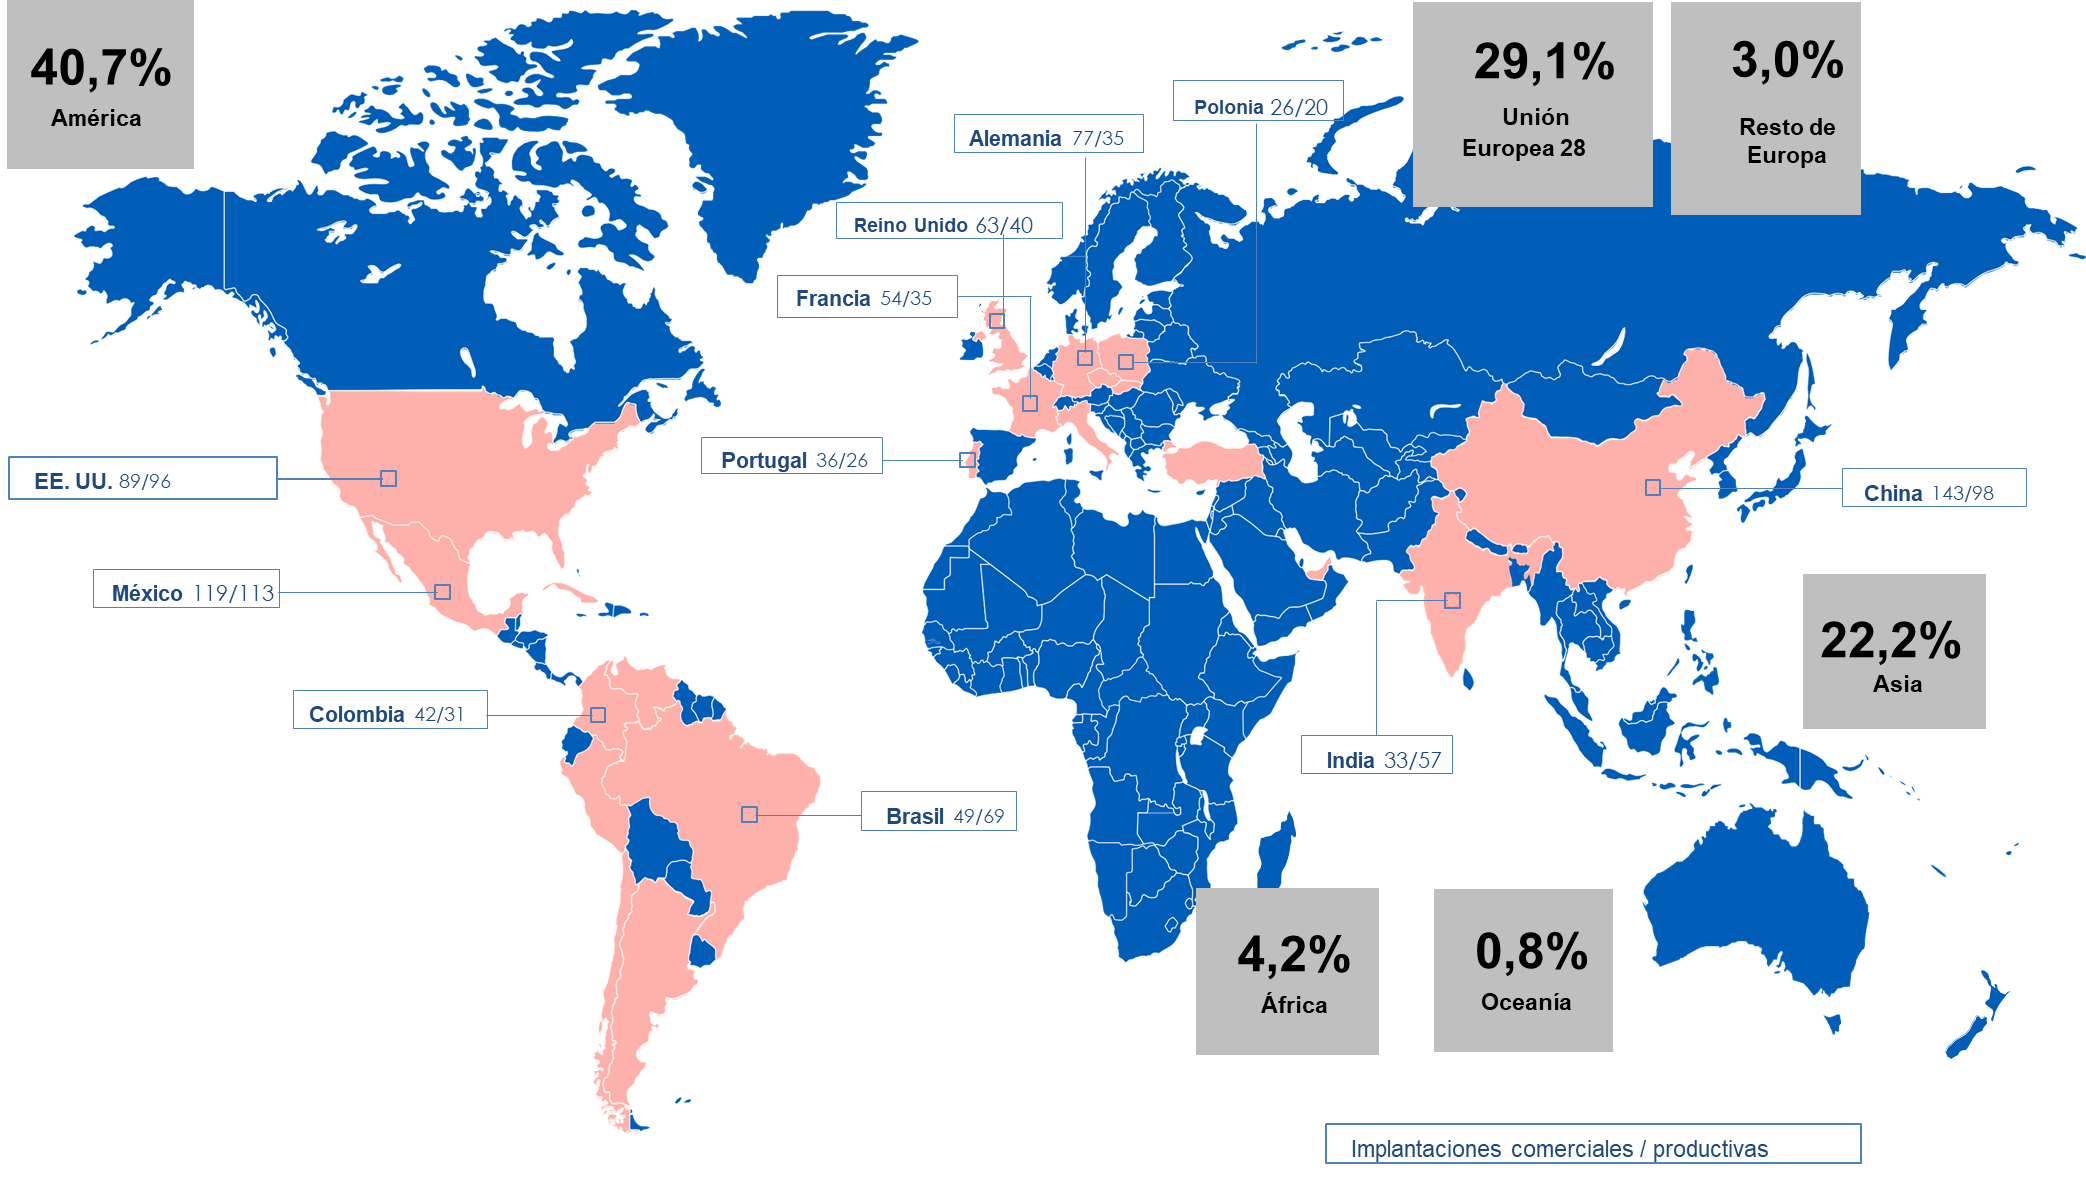 40,7%
América
29,1%
Unión
Europea 28
3,0%
Resto de
Europa
Polonia 26/20
Alemania 77/35
Reino Unido 63/40
Francia 54/35
Portugal 36/26
EE. UU. 89/96
China 143/98
México 119/113
22,2%
Asia
Colombia 42/31
India 33/57
Brasil 49/69
4,2%
África
0,8%
Oceanía
Implantaciones comerciales / productivas